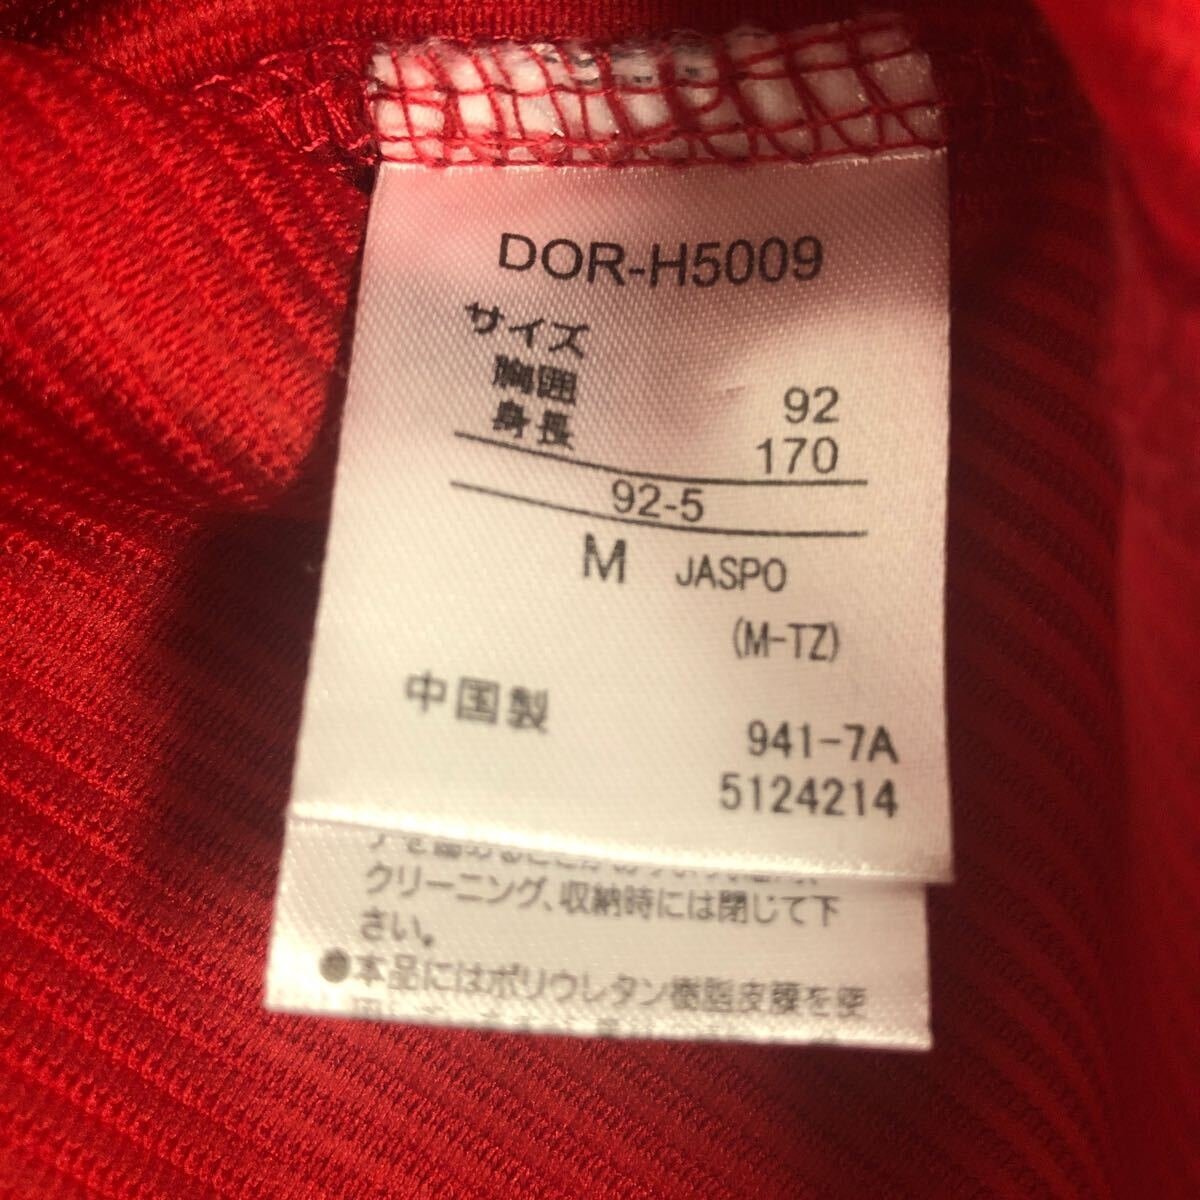 DOR-H5009
サイズ
胸囲 92
身長 170
92-5
M JASPO
(M-TZ)
中国製
941-7A
5124214
クリーニング、収納時には閉じて下
さい。
●本品にはポリウレタン樹脂皮膜を使